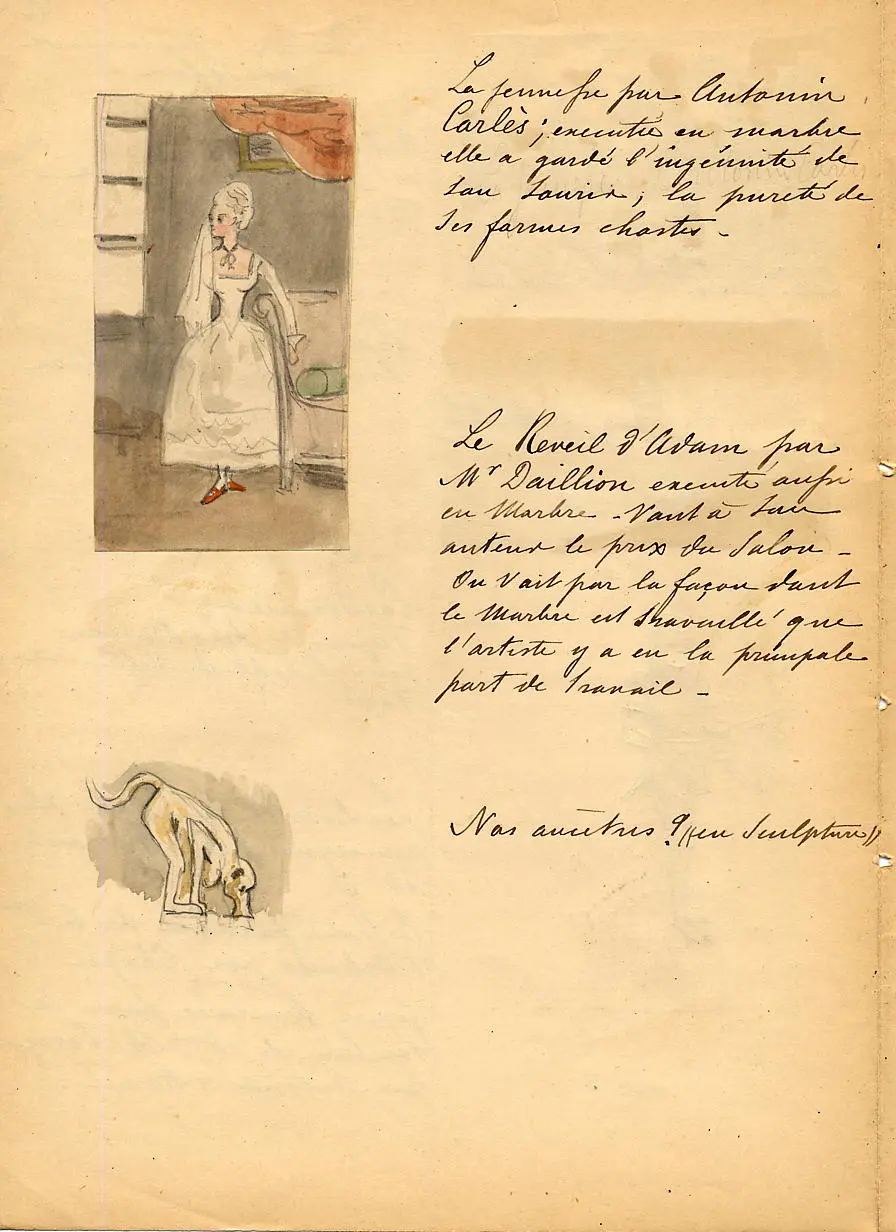 La jeunesse par Antonin
Carlès ; executée en marbre
elle a gardé l'ingénuité de
son sourir ; la pureté de
ses formes chastes -
Le Reveil d'Adam par
Mr Daillion executé aussi
en Marbre - Vaut à son
auteur le prix du Salon -
On Voit par la façon dont
le Marbre est travaillé que
l'artiste y a eu la principale
part de travail -
Nos ancêtres ? (en Sculpture)